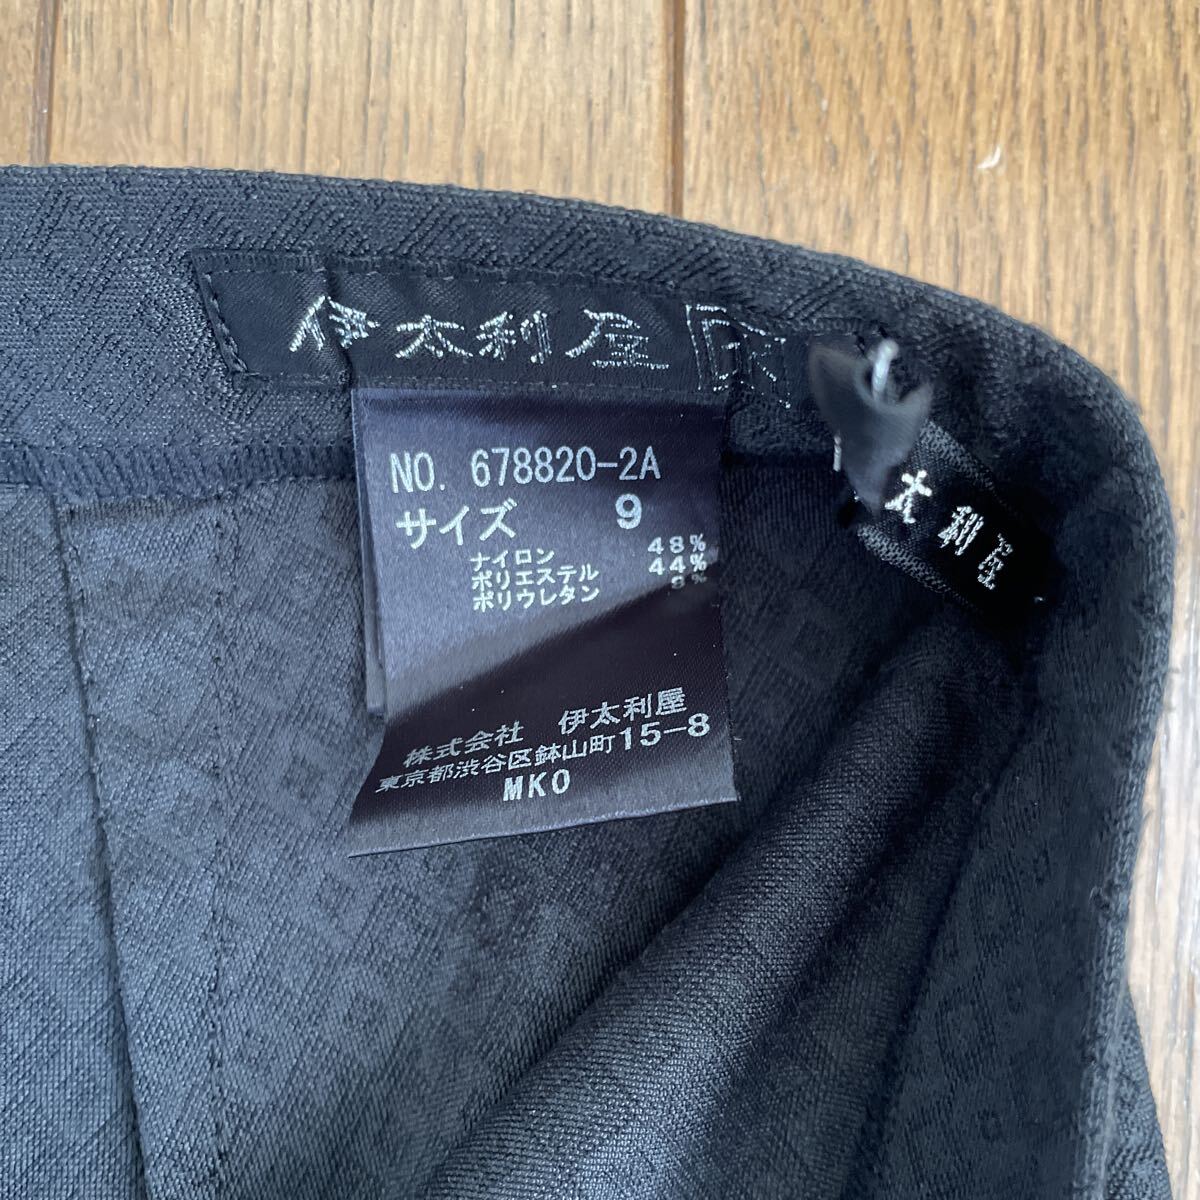 伊太利屋
NO. 678820-2A
サイズ 9
ナイロン 48%
ポリエステル 44%
ポリウレタン 8%
株式会社 伊太利屋
東京都渋谷区鉢山町15-8
MKO
太利屋